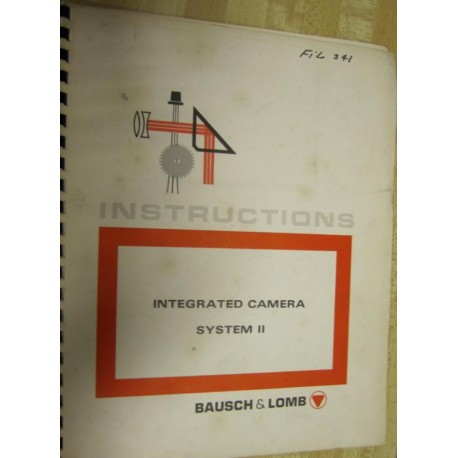 FiL 341
INSTRUCTIONS
INTEGRATED CAMERA
SYSTEM II
BAUSCH & LOMB